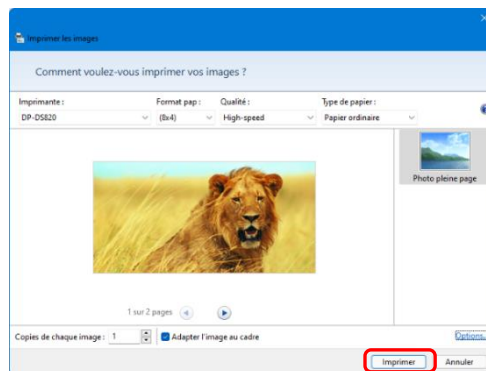 Imprimer les images
Comment voulez-vous imprimer vos images ?
Imprimante : Format pap : Qualité : Type de papier :
DP-DS820 (8x4) High-speed Papier ordinaire
Photo pleine page
1 sur 2 pages
Copies de chaque image : 1 Adapter l'image au cadre Options...
Imprimer Annuler